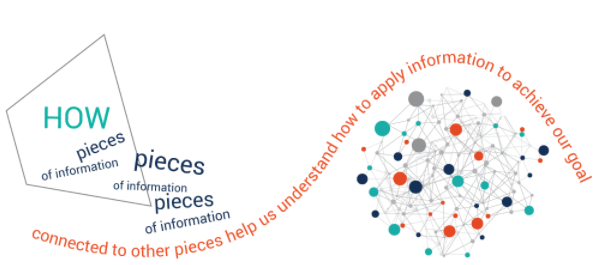 HOW
pieces
of information
pieces
of information
pieces
of information
connected to other pieces help us understand how to apply information to achieve our goal